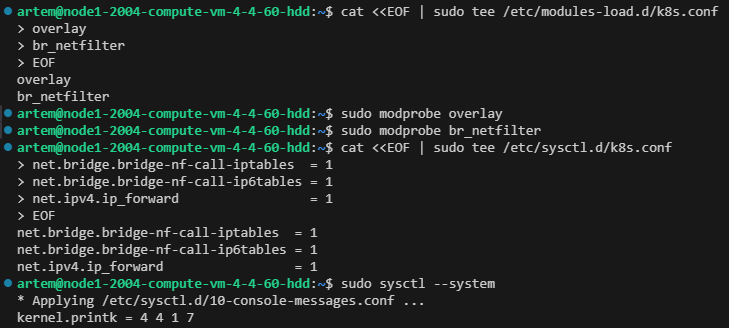 artem@node1-2004-compute-vm-4-4-60-hdd:~$ cat <<EOF | sudo tee /etc/modules-load.d/k8s.conf
> overlay
> br_netfilter
> EOF
overlay
br_netfilter
artem@node1-2004-compute-vm-4-4-60-hdd:~$ sudo modprobe overlay
artem@node1-2004-compute-vm-4-4-60-hdd:~$ sudo modprobe br_netfilter
artem@node1-2004-compute-vm-4-4-60-hdd:~$ cat <<EOF | sudo tee /etc/sysctl.d/k8s.conf
> net.bridge.bridge-nf-call-iptables  = 1
> net.bridge.bridge-nf-call-ip6tables = 1
> net.ipv4.ip_forward                 = 1
> EOF
net.bridge.bridge-nf-call-iptables  = 1
net.bridge.bridge-nf-call-ip6tables = 1
net.ipv4.ip_forward                 = 1
artem@node1-2004-compute-vm-4-4-60-hdd:~$ sudo sysctl --system
* Applying /etc/sysctl.d/10-console-messages.conf ...
kernel.printk = 4 4 1 7